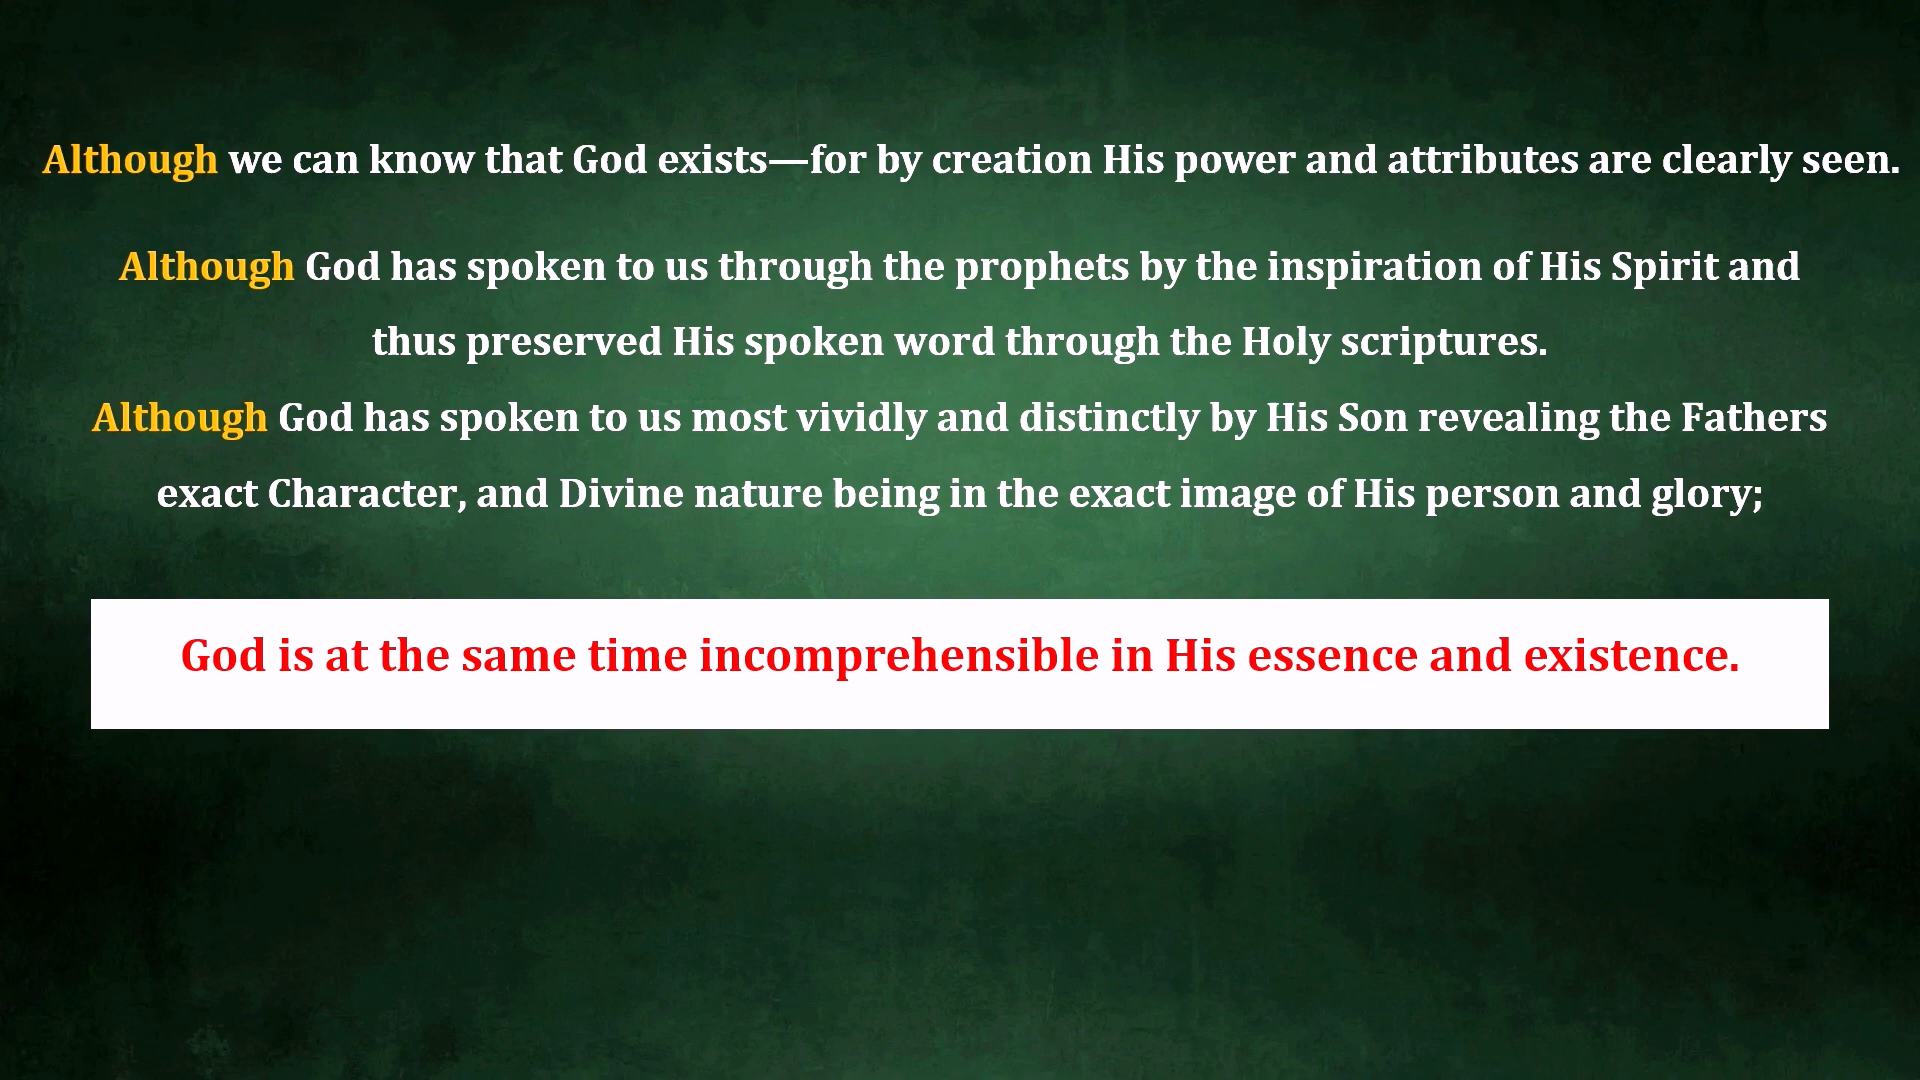 Although we can know that God exists—for by creation His power and attributes are clearly seen.
Although God has spoken to us through the prophets by the inspiration of His Spirit and
thus preserved His spoken word through the Holy scriptures.
Although God has spoken to us most vividly and distinctly by His Son revealing the Fathers
exact Character, and Divine nature being in the exact image of His person and glory;
God is at the same time incomprehensible in His essence and existence.